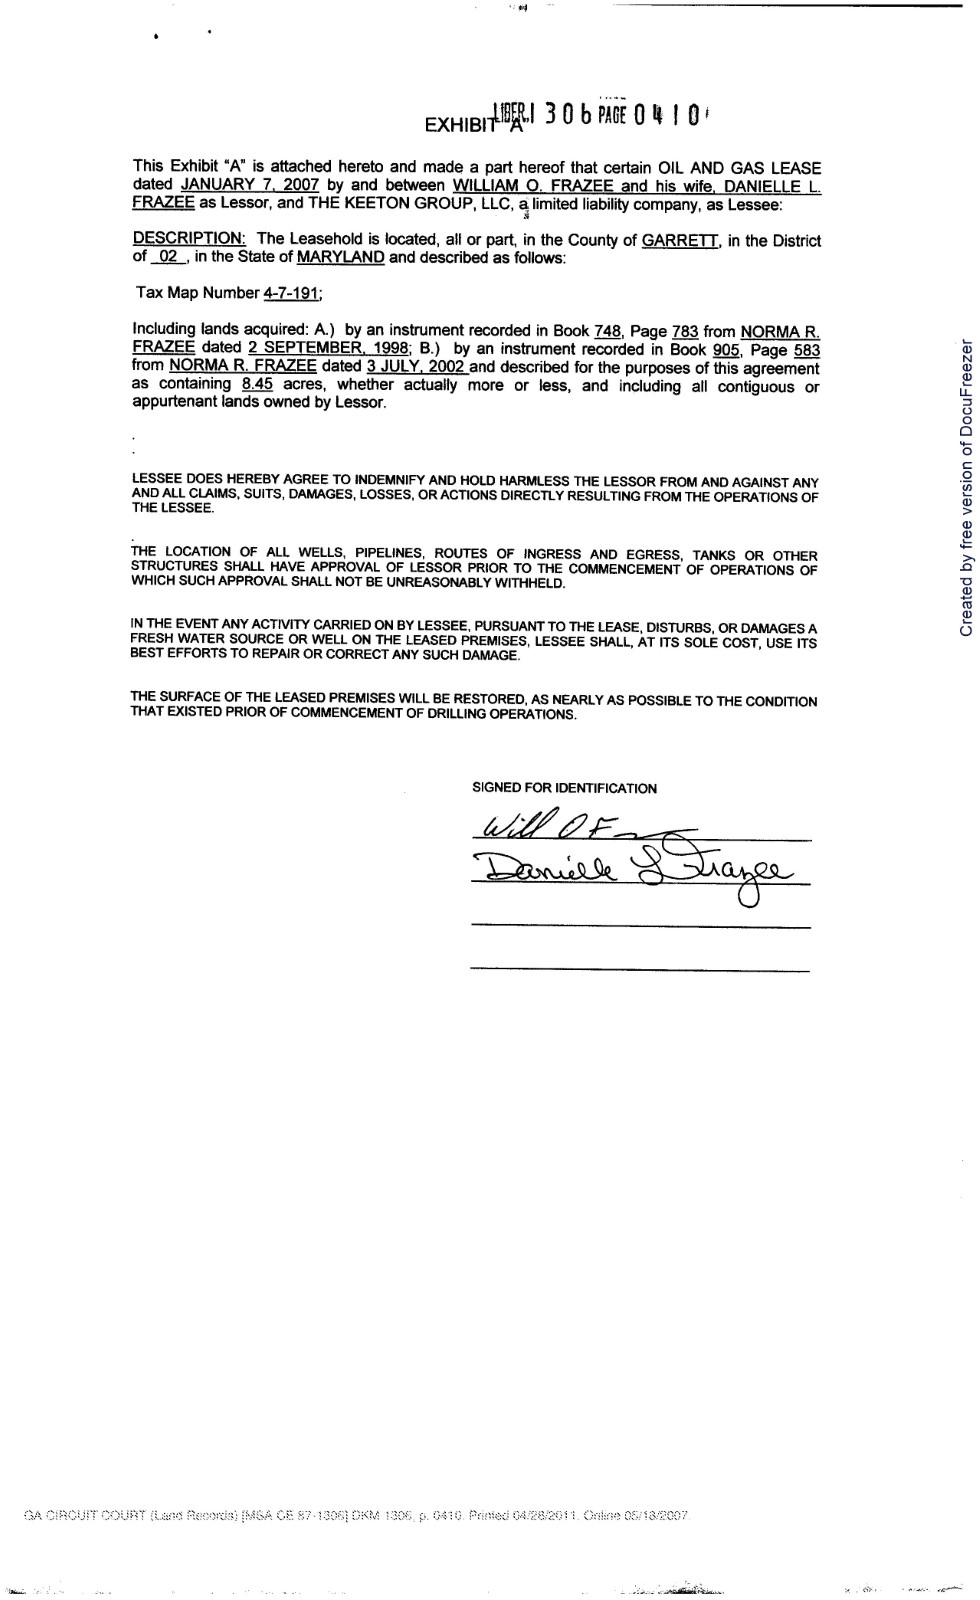 LIBER 1306 PAGE 0410
EXHIBIT A
This Exhibit “A” is attached hereto and made a part hereof that certain OIL AND GAS LEASE
dated JANUARY 7, 2007 by and between WILLIAM O. FRAZEE and his wife, DANIELLE L.
FRAZEE as Lessor, and THE KEETON GROUP, LLC, a limited liability company, as Lessee:
DESCRIPTION: The Leasehold is located, all or part, in the County of GARRETT, in the District
of 02 , in the State of MARYLAND and described as follows:
Tax Map Number 4-7-191;
Including lands acquired: A.) by an instrument recorded in Book 748, Page 783 from NORMA R.
FRAZEE dated 2 SEPTEMBER, 1998; B.) by an instrument recorded in Book 905, Page 583
from NORMA R. FRAZEE dated 3 JULY, 2002 and described for the purposes of this agreement
as containing 8.45 acres, whether actually more or less, and including all contiguous or
appurtenant lands owned by Lessor.
LESSEE DOES HEREBY AGREE TO INDEMNIFY AND HOLD HARMLESS THE LESSOR FROM AND AGAINST ANY
AND ALL CLAIMS, SUITS, DAMAGES, LOSSES, OR ACTIONS DIRECTLY RESULTING FROM THE OPERATIONS OF
THE LESSEE.
THE LOCATION OF ALL WELLS, PIPELINES, ROUTES OF INGRESS AND EGRESS, TANKS OR OTHER
STRUCTURES SHALL HAVE APPROVAL OF LESSOR PRIOR TO THE COMMENCEMENT OF OPERATIONS OF
WHICH SUCH APPROVAL SHALL NOT BE UNREASONABLY WITHHELD.
IN THE EVENT ANY ACTIVITY CARRIED ON BY LESSEE, PURSUANT TO THE LEASE, DISTURBS, OR DAMAGES A
FRESH WATER SOURCE OR WELL ON THE LEASED PREMISES, LESSEE SHALL, AT ITS SOLE COST, USE ITS
BEST EFFORTS TO REPAIR OR CORRECT ANY SUCH DAMAGE.
THE SURFACE OF THE LEASED PREMISES WILL BE RESTORED, AS NEARLY AS POSSIBLE TO THE CONDITION
THAT EXISTED PRIOR OF COMMENCEMENT OF DRILLING OPERATIONS.
SIGNED FOR IDENTIFICATION
Will O F
Danielle L Frazee
GA CIRCUIT COURT (Land Records) [MSA CE 87-1306] DKM 1306, p. 0410. Printed 04/28/2011. Online 05/18/2007.
Created by free version of DocuFreezer